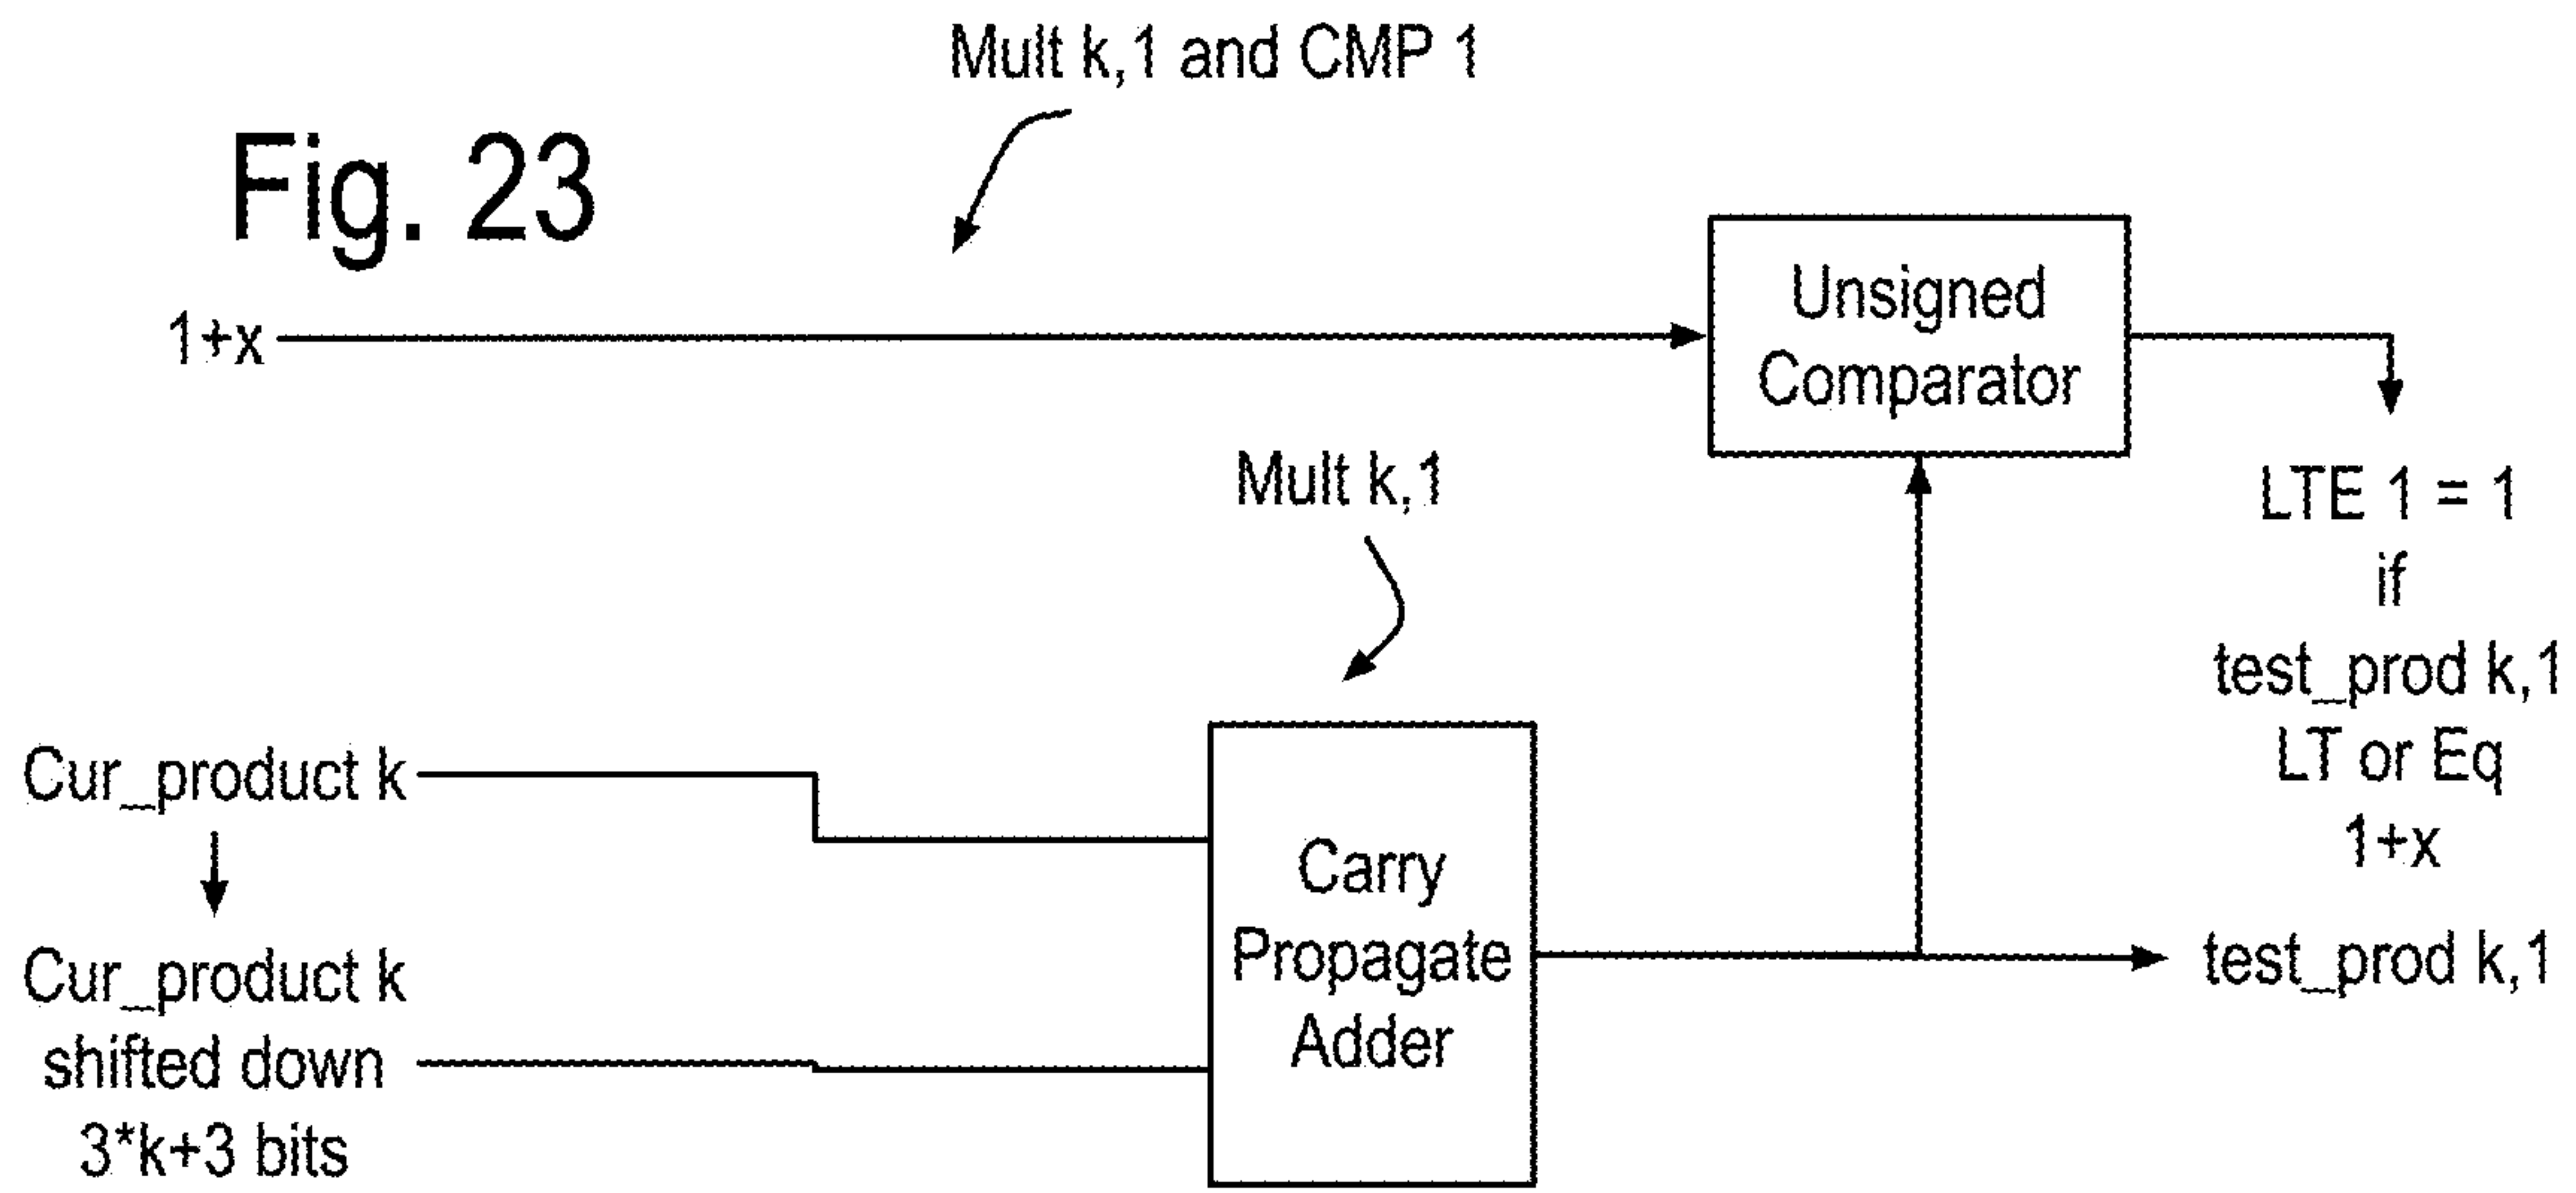 Mult k,1 and CMP 1
Fig. 23
1+x
Unsigned
Comparator
Mult k,1
LTE 1 = 1
if
test_prod k,1
LT or Eq
1+x
Cur_product k
Cur_product k
shifted down
3*k+3 bits
Carry
Propagate
Adder
test_prod k,1